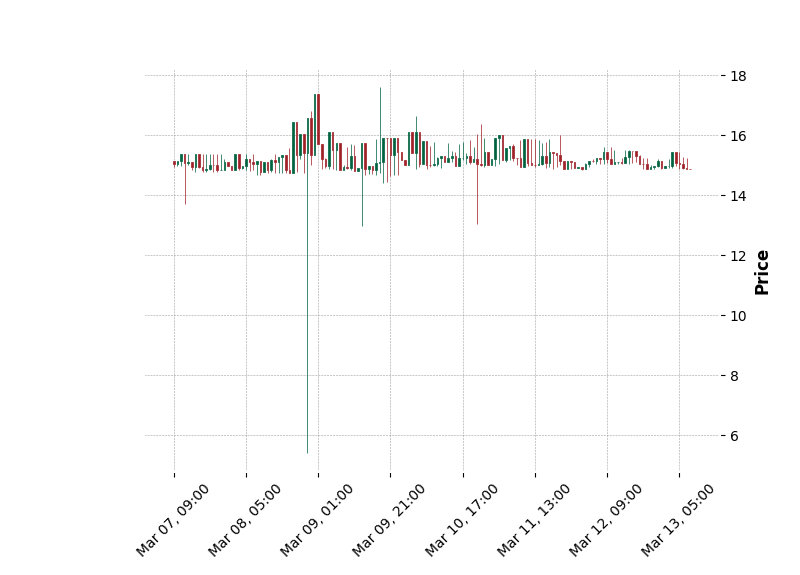 18
16
14
12
10
8
6
Price
Mar 07, 09:00
Mar 08, 05:00
Mar 09, 01:00
Mar 09, 21:00
Mar 10, 17:00
Mar 11, 13:00
Mar 12, 09:00
Mar 13, 05:00